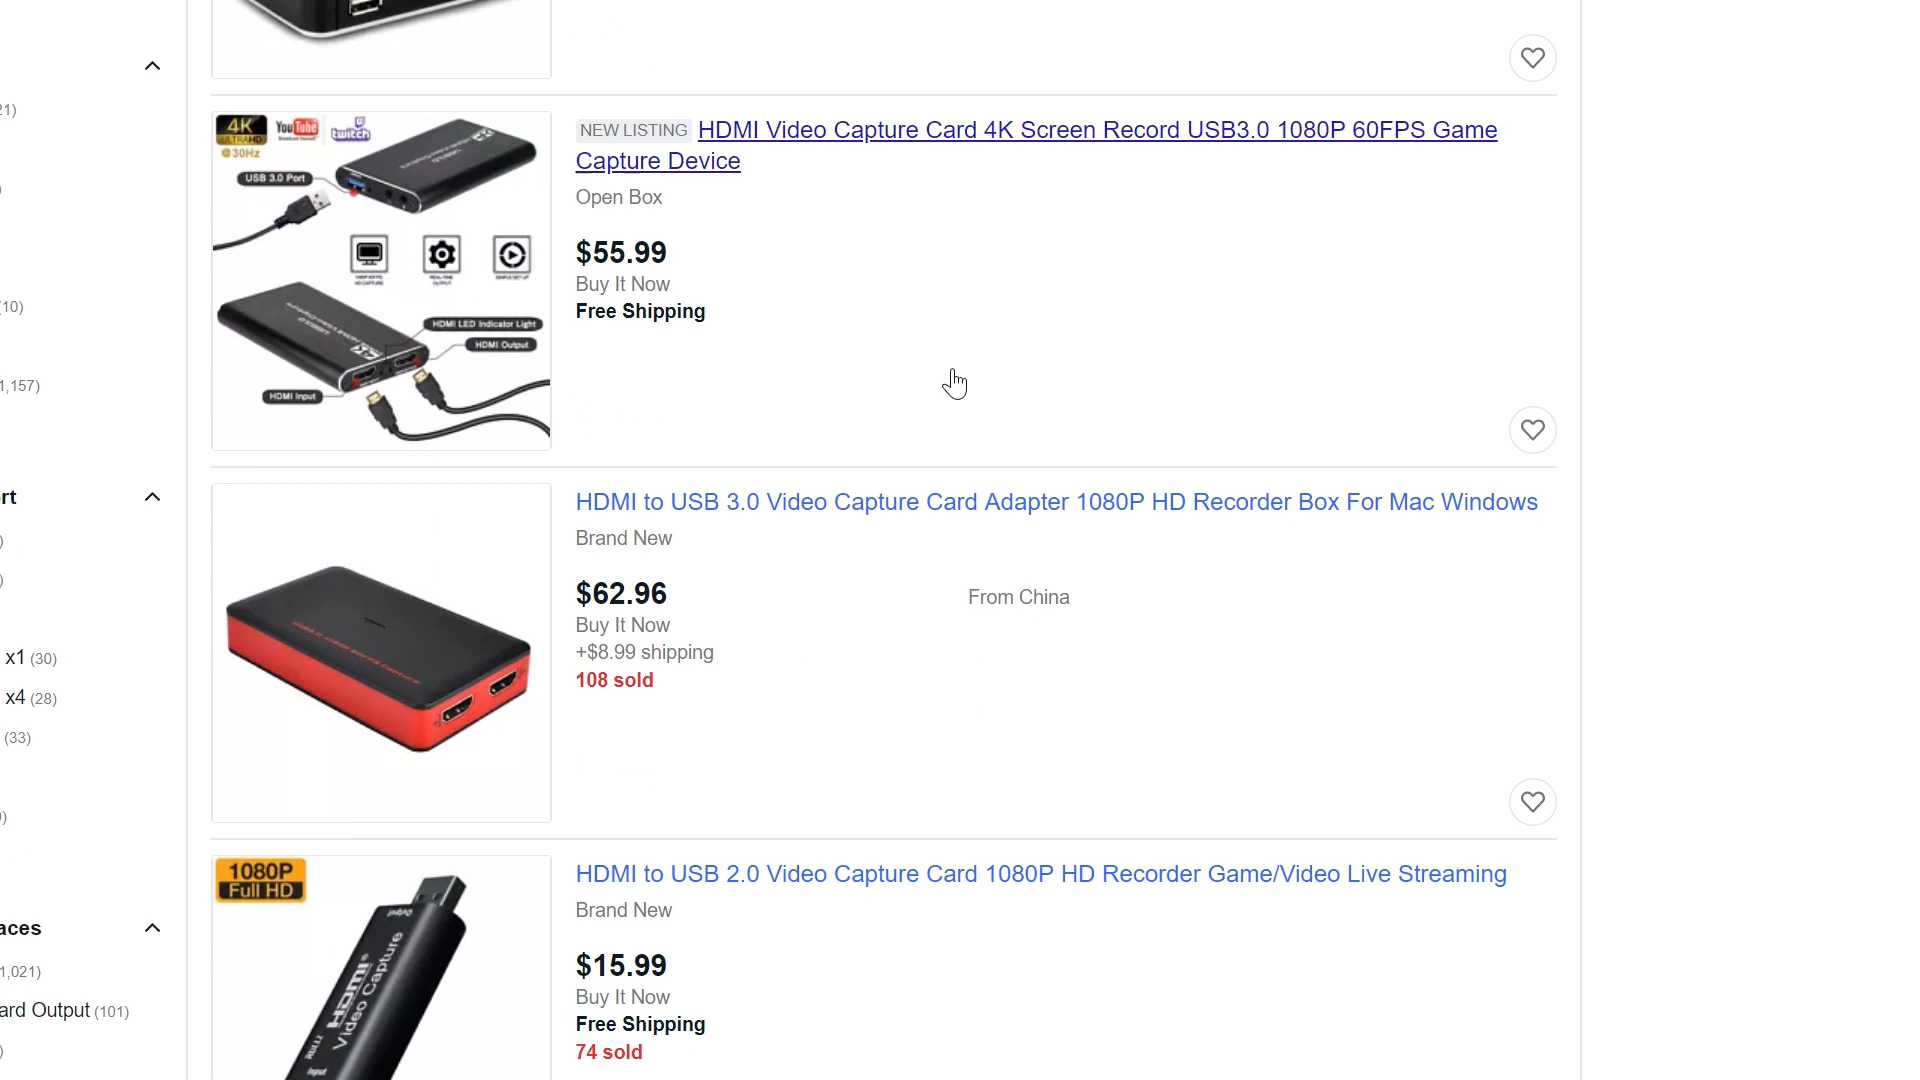 21)
(10)
1,157)
rt
x1 (30)
x4 (28)
(33)
aces
1,021)
ard Output (101)
4K
ULTRA HD
@30Hz
YouTube
twitch
USB 3.0 Port
HDMI LED Indicator Light
HDMI Output
HDMI Input
NEW LISTING HDMI Video Capture Card 4K Screen Record USB3.0 1080P 60FPS Game
Capture Device
Open Box
$55.99
Buy It Now
Free Shipping
HDMI to USB 3.0 Video Capture Card Adapter 1080P HD Recorder Box For Mac Windows
Brand New
$62.96
From China
Buy It Now
+$8.99 shipping
108 sold
1080P
Full HD
Output
HDMI
Video Capture
Input
HDMI to USB 2.0 Video Capture Card 1080P HD Recorder Game/Video Live Streaming
Brand New
$15.99
Buy It Now
Free Shipping
74 sold